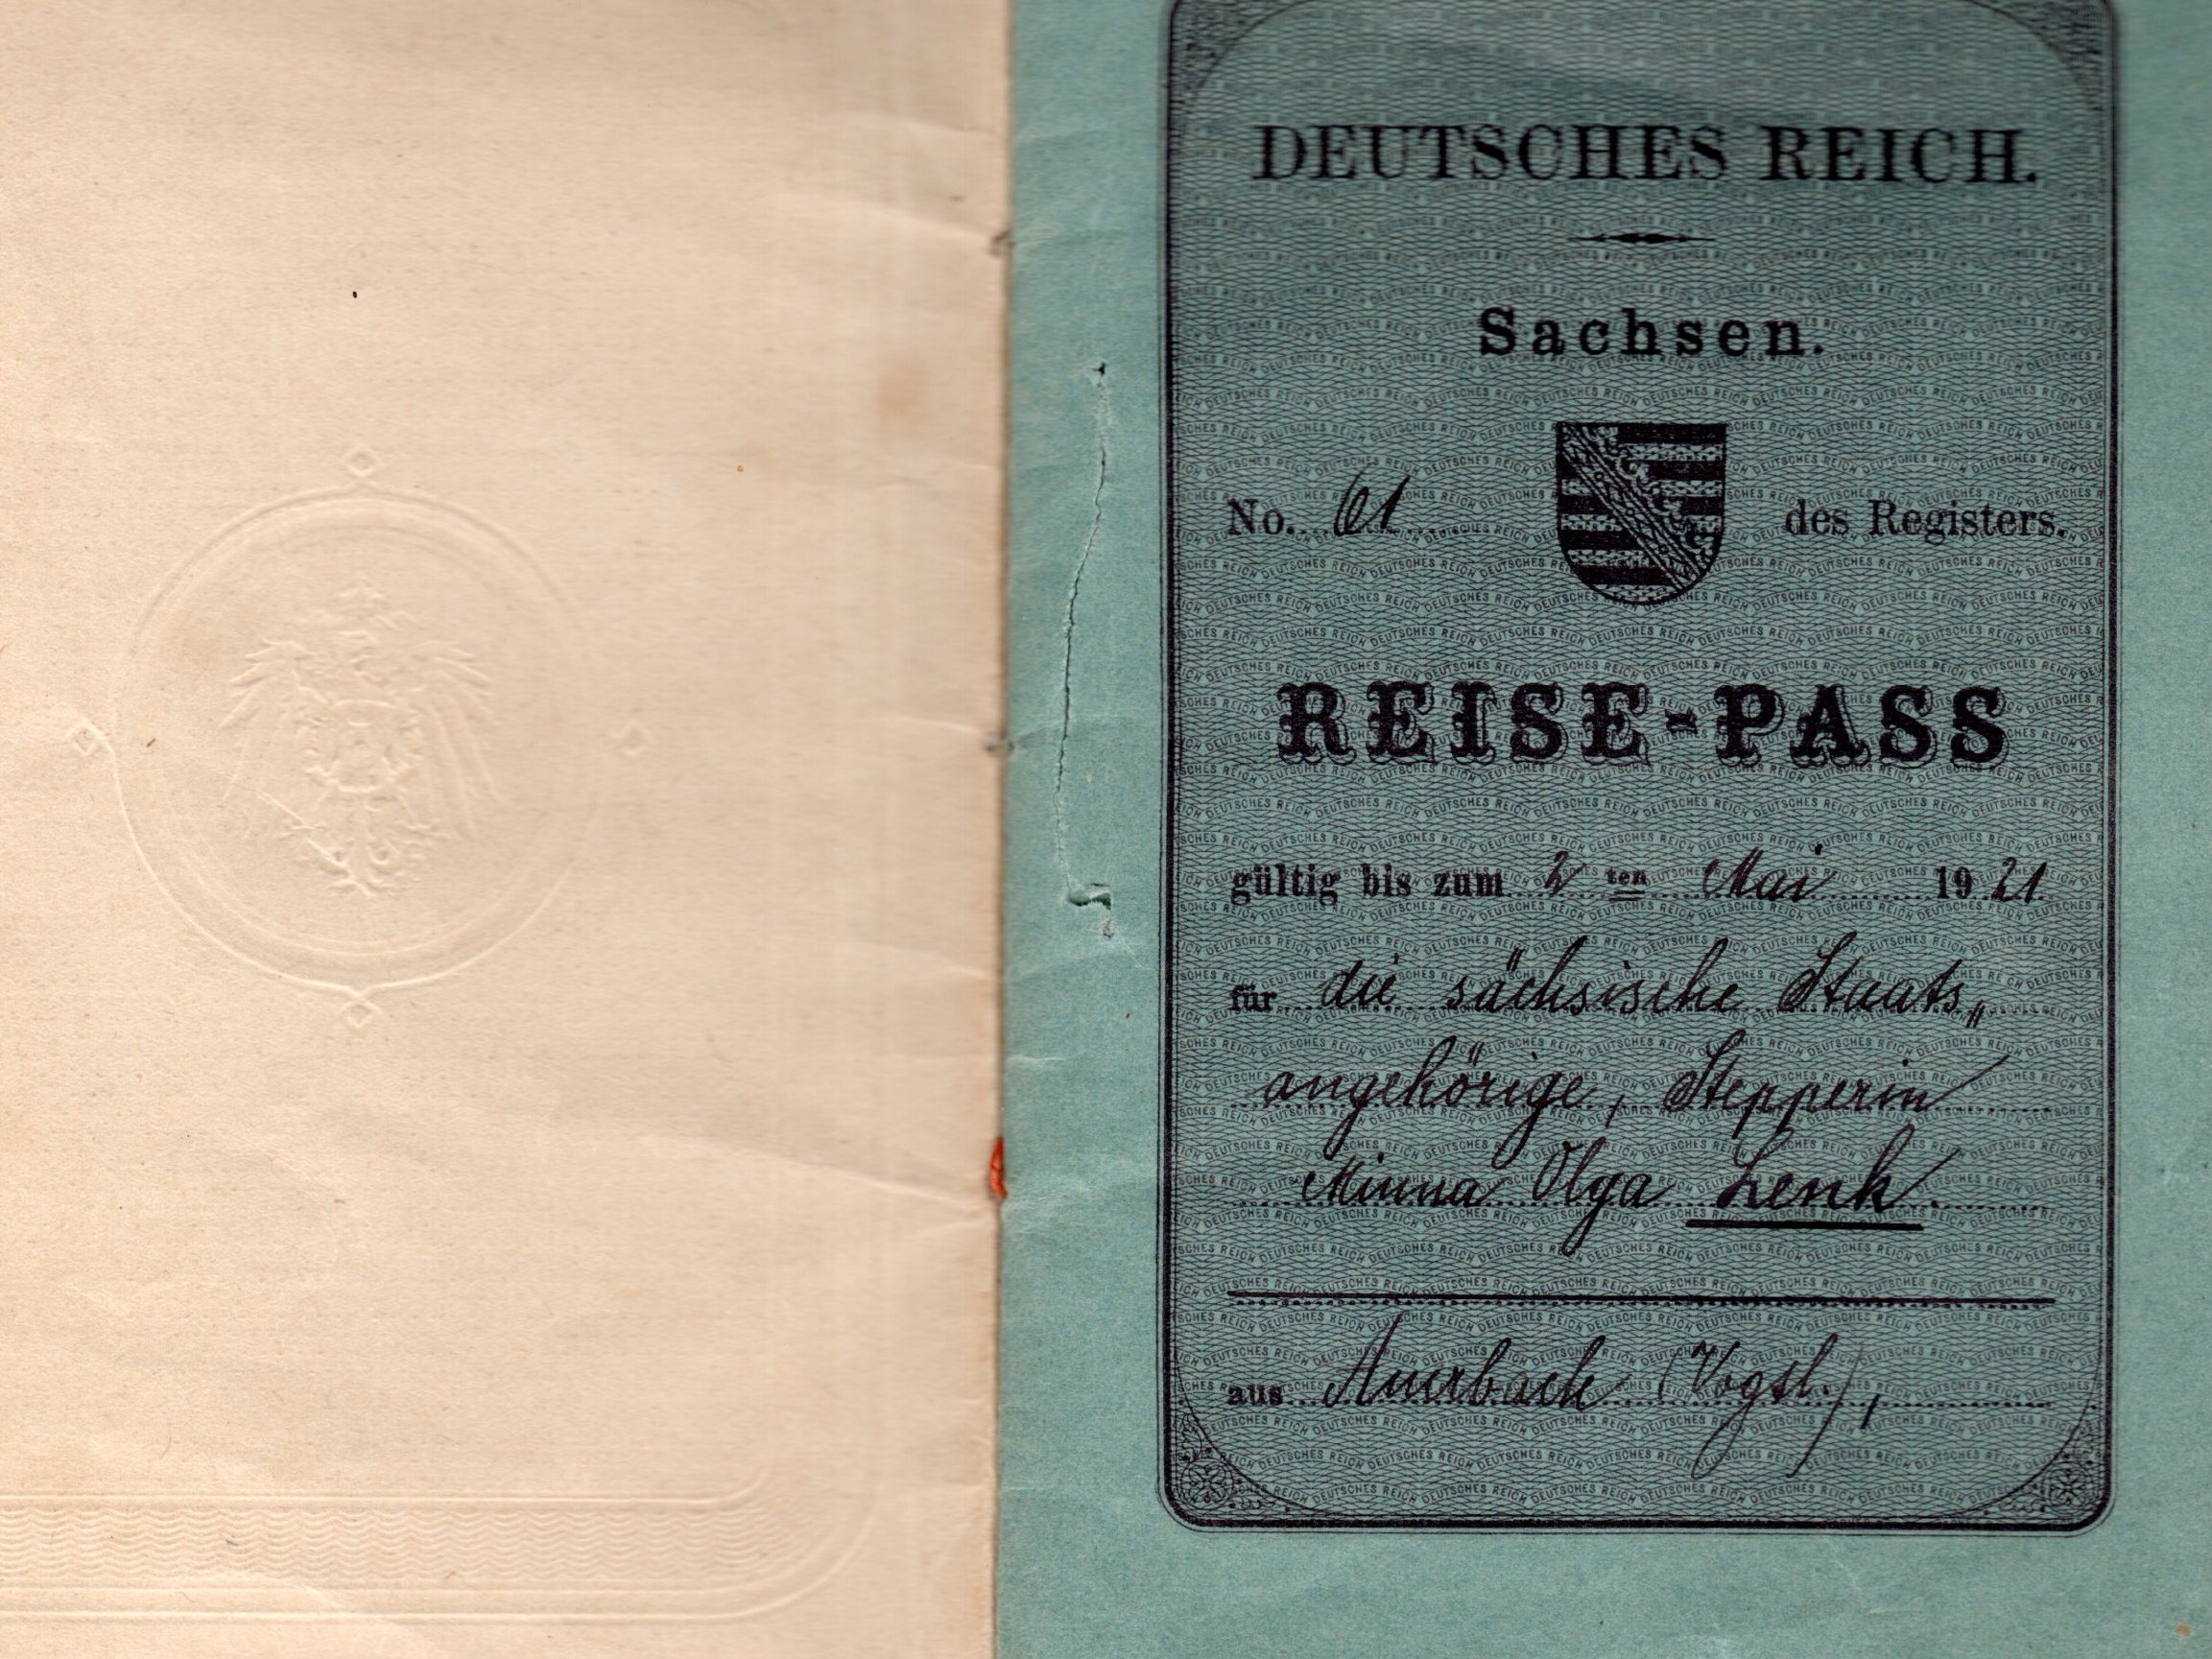 DEUTSCHES REICH.
Sachsen.
No. 61 des Registers.
REISE-PASS
gültig bis zum 2 ten Mai 1921
für die sächsische Staats„
angehörige, Stepperin
Minna Olga Lenk.
aus Auerbach (Vogtl.),